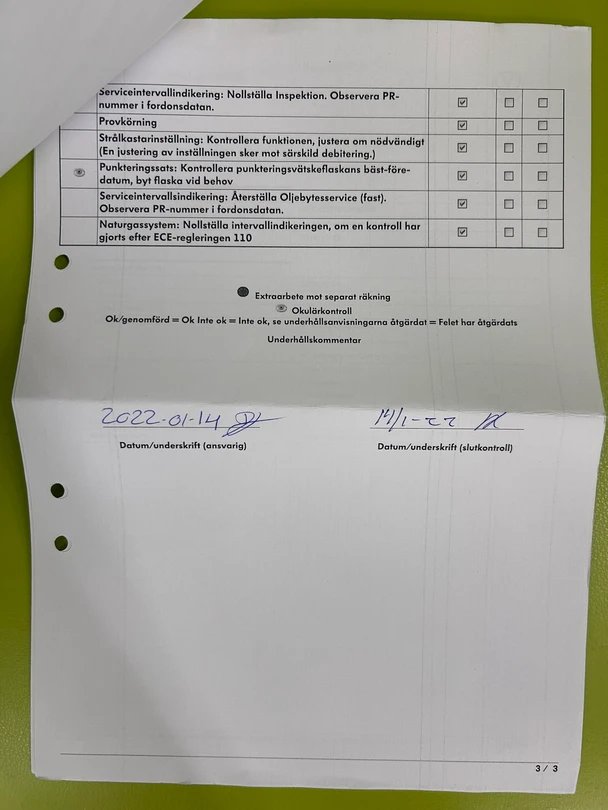 Serviceintervallindikering: Nollställa Inspektion. Observera PR-
nummer i fordonsdatan.
Provkörning
Strålkastarinställning: Kontrollera funktionen, justera om nödvändigt
(En justering av inställningen sker mot särskild debitering.)
Punkteringssats: Kontrollera punkteringsvätskeflaskans bäst-före-
datum, byt flaska vid behov
Serviceintervallsindikering: Återställa Oljebytesservice (fast).
Observera PR-nummer i fordonsdatan.
Naturgassystem: Nollställa intervallindikeringen, om en kontroll har
gjorts efter ECE-regleringen 110
Extraarbete mot separat räkning
Okulärkontroll
Ok/genomförd = Ok Inte ok = Inte ok, se underhållsanvisningarna åtgärdat = Felet har åtgärdats
Underhållskommentar
2022-01-14 14/1-22
Datum/underskrift (ansvarig) Datum/underskrift (slutkontroll)
3 / 3